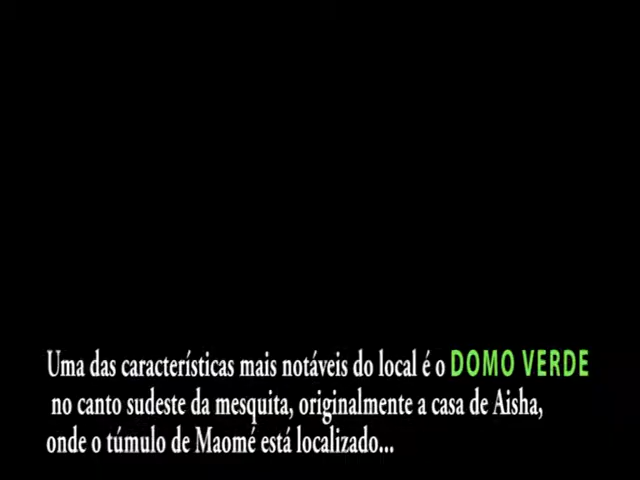 Uma das características mais notáveis do local é o DOMO VERDE
no canto sudeste da mesquita, originalmente a casa de Aisha,
onde o túmulo de Maomé está localizado...